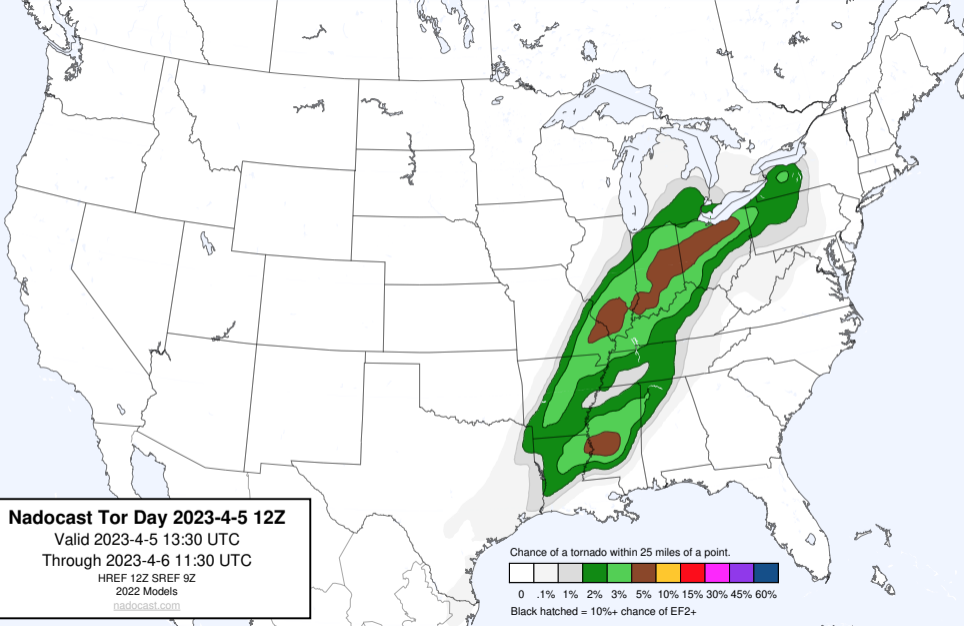 Nadocast Tor Day 2023-4-5 12Z
Valid 2023-4-5 13:30 UTC
Through 2023-4-6 11:30 UTC
HREF 12Z SREF 9Z
2022 Models
nadocast.com
Chance of a tornado within 25 miles of a point.
0 .1% 1% 2% 3% 5% 10% 15% 30% 45% 60%
Black hatched = 10%+ chance of EF2+